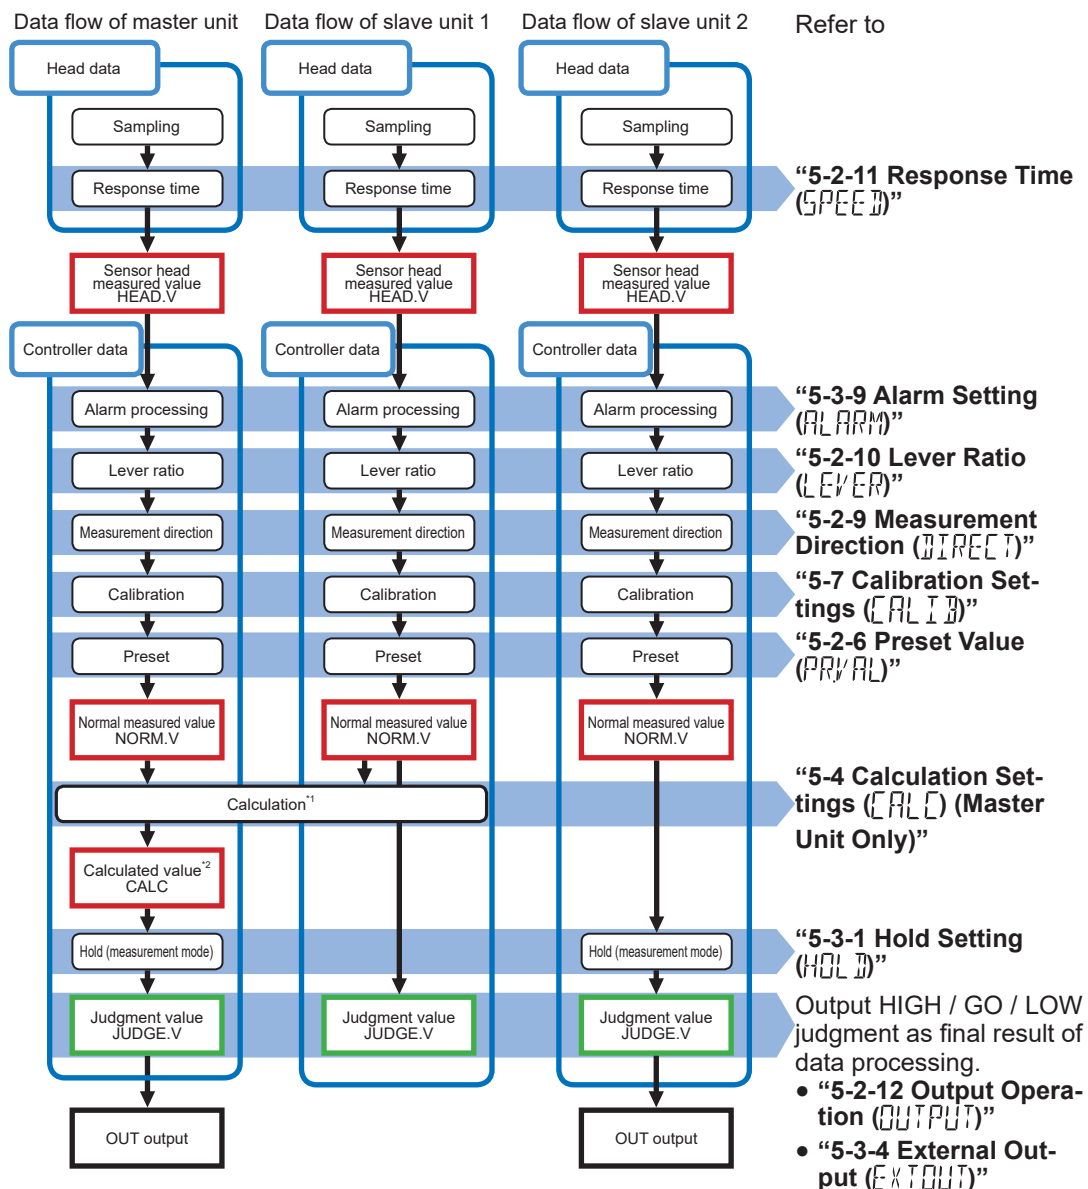 Data flow of master unit
Data flow of slave unit 1
Data flow of slave unit 2
Refer to
Head data
Head data
Head data
Sampling
Sampling
Sampling
Response time
Response time
Response time
“5-2-11 Response Time
(SPEED)”
Sensor head
measured value
HEAD.V
Sensor head
measured value
HEAD.V
Sensor head
measured value
HEAD.V
Controller data
Controller data
Controller data
Alarm processing
Alarm processing
Alarm processing
“5-3-9 Alarm Setting
(ALARM)”
Lever ratio
Lever ratio
Lever ratio
“5-2-10 Lever Ratio
(LEVER)”
Measurement direction
Measurement direction
Measurement direction
“5-2-9 Measurement
Direction (DIRECT)”
Calibration
Calibration
Calibration
“5-7 Calibration Set-
tings (CALIB)”
Preset
Preset
Preset
“5-2-6 Preset Value
(PRVAL)”
Normal measured value
NORM.V
Normal measured value
NORM.V
Normal measured value
NORM.V
Calculation*1
“5-4 Calculation Set-
tings (CALC) (Master
Unit Only)”
Calculated value*2
CALC
Hold (measurement mode)
Hold (measurement mode)
“5-3-1 Hold Setting
(HOLD)”
Judgment value
JUDGE.V
Judgment value
JUDGE.V
Judgment value
JUDGE.V
Output HIGH / GO / LOW
judgment as final result of
data processing.
• “5-2-12 Output Opera-
tion (OUTPUT)”
• “5-3-4 External Out-
put (EXTOUT)”
OUT output
OUT output